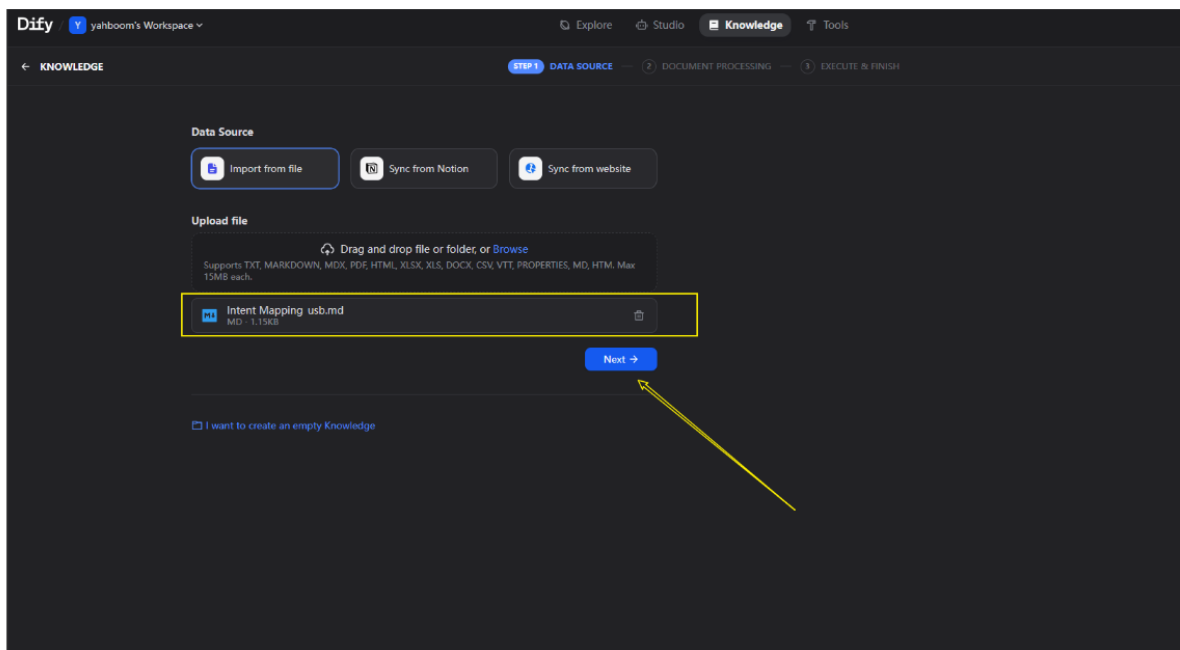 Dify / Y yahboom's Workspace
Explore Studio Knowledge Tools
← KNOWLEDGE
STEP 1 DATA SOURCE — 2 DOCUMENT PROCESSING — 3 EXECUTE & FINISH
Data Source
Import from file Sync from Notion Sync from website
Upload file
Drag and drop file or folder, or Browse
Supports TXT, MARKDOWN, MDX, PDF, HTML, XLSX, XLS, DOCX, CSV, VTT, PROPERTIES, MD, HTM. Max
15MB each.
Intent Mapping usb.md
MD · 1.15KB
Next →
I want to create an empty Knowledge